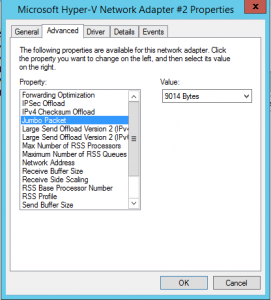 Microsoft Hyper-V Network Adapter #2 Properties
x
General Advanced Driver Details Events
The following properties are available for this network adapter. Click
the property you want to change on the left, and then select its value
on the right.
Property:
Value:
Forwarding Optimization
IPSec Offload
IPv4 Checksum Offload
Jumbo Packet
Large Send Offload Version 2 (IPv4
Large Send Offload Version 2 (IPv6
Max Number of RSS Processors
Maximum Number of RSS Queues
Network Address
Receive Buffer Size
Receive Side Scaling
RSS Base Processor Number
RSS Profile
Send Buffer Size
9014 Bytes
OK Cancel